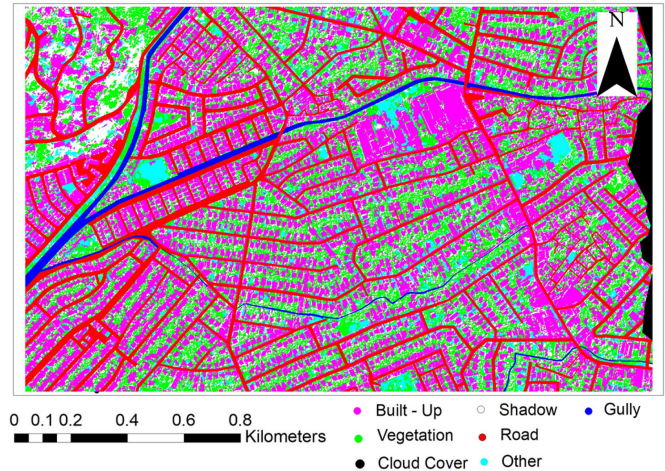 N
0 0.1 0.2 0.4 0.6 0.8
Kilometers
Built - Up Shadow Gully
Vegetation Road
Cloud Cover Other